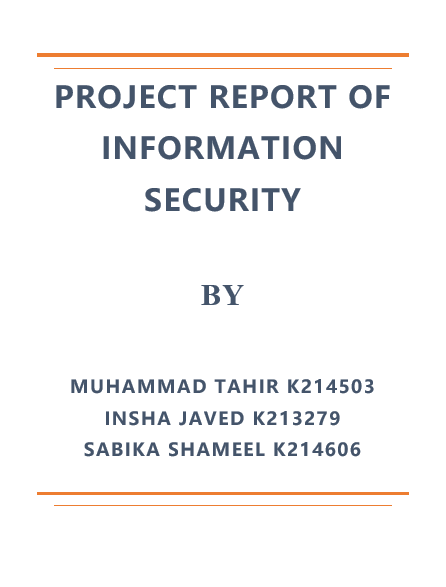 PROJECT REPORT OF
INFORMATION
SECURITY
BY
MUHAMMAD TAHIR K214503
INSHA JAVED K213279
SABIKA SHAMEEL K214606